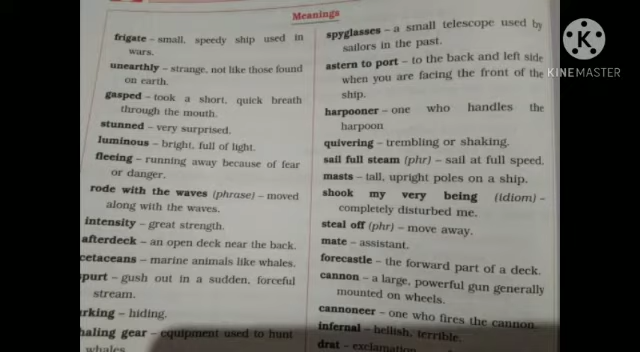 Meanings
frigate – small, speedy ship used in
wars.
unearthly – strange, not like those found
on earth.
gasped – took a short, quick breath
through the mouth.
stunned – very surprised.
luminous – bright, full of light.
fleeing – running away because of fear
or danger.
rode with the waves (phrase) – moved
along with the waves.
intensity – great strength.
afterdeck – an open deck near the back.
cetaceans – marine animals like whales.
purt – gush out in a sudden, forceful
stream.
rking – hiding.
haling gear – equipment used to hunt
whales.
spyglasses – a small telescope used by
sailors in the past.
astern to port – to the back and left side
when you are facing the front of the
ship.
harpooner – one who handles the
harpoon
quivering – trembling or shaking.
sail full steam (phr) – sail at full speed.
masts – tall, upright poles on a ship.
shook my very being (idiom) –
completely disturbed me.
steal off (phr) – move away.
mate – assistant.
forecastle – the forward part of a deck.
cannon – a large, powerful gun generally
mounted on wheels.
cannoneer – one who fires the cannon.
infernal – hellish, terrible.
drat – exclamation
KINEMASTER